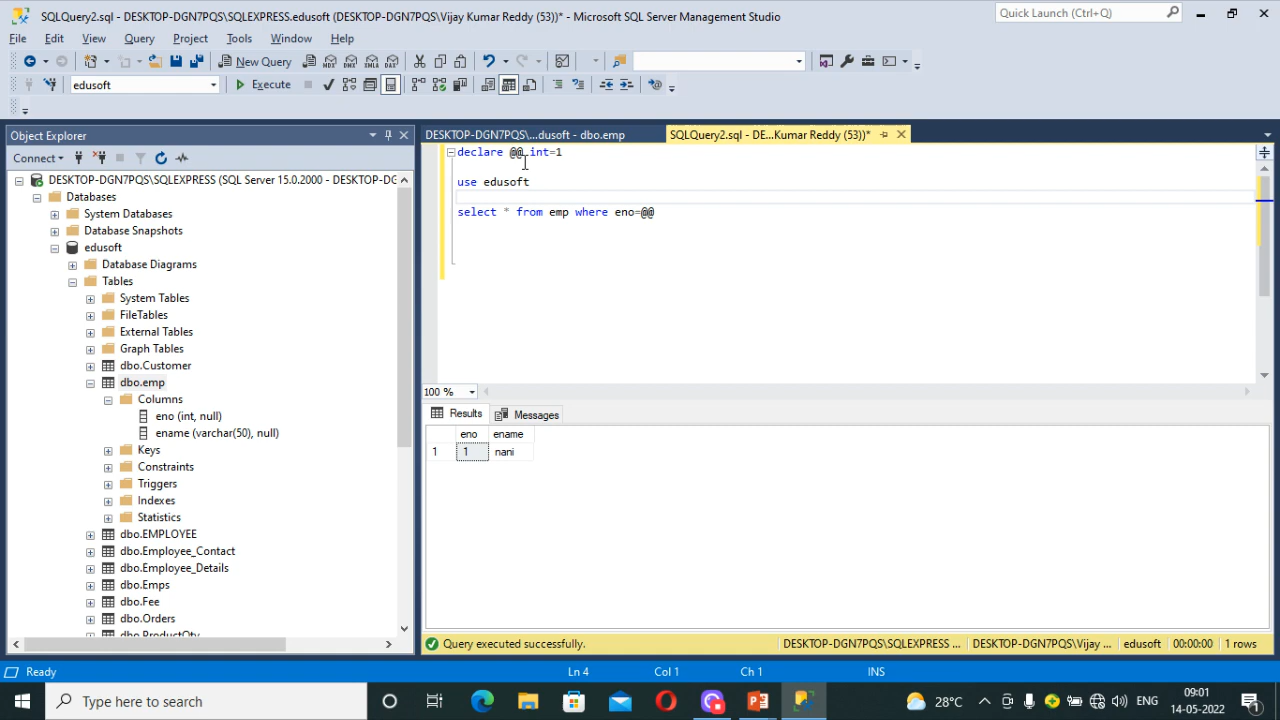 SQLQuery2.sql - DESKTOP-DGN7PQS\SQLEXPRESS.edusoft (DESKTOP-DGN7PQS\Vijay Kumar Reddy (53))* - Microsoft SQL Server Management Studio
Quick Launch (Ctrl+Q)
File Edit View Query Project Tools Window Help
New Query
MDX DMX XMLA DAX
edusoft
Execute
Object Explorer
Connect
DESKTOP-DGN7PQS\SQLEXPRESS (SQL Server 15.0.2000 - DESKTOP-DG
Databases
System Databases
Database Snapshots
edusoft
Database Diagrams
Tables
System Tables
FileTables
External Tables
Graph Tables
dbo.Customer
dbo.emp
Columns
eno (int, null)
ename (varchar(50), null)
Keys
Constraints
Triggers
Indexes
Statistics
dbo.EMPLOYEE
dbo.Employee_Contact
dbo.Employee_Details
dbo.Emps
dbo.Fee
dbo.Orders
dbo.ProductQty
DESKTOP-DGN7PQS\...dusoft - dbo.emp
SQLQuery2.sql - DE...Kumar Reddy (53))*
declare @@ int=1
use edusoft
select * from emp where eno=@@
100 %
Results
Messages
eno ename
1 1 nani
Query executed successfully.
DESKTOP-DGN7PQS\SQLEXPRESS ...
DESKTOP-DGN7PQS\Vijay ...
edusoft
00:00:00
1 rows
Ready
Ln 4
Col 1
Ch 1
INS
Type here to search
28°C
ENG
09:01
14-05-2022
1